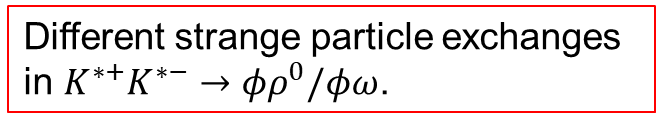 Different strange particle exchanges
in K*⁺K*⁻ → ϕρ⁰/ϕω.